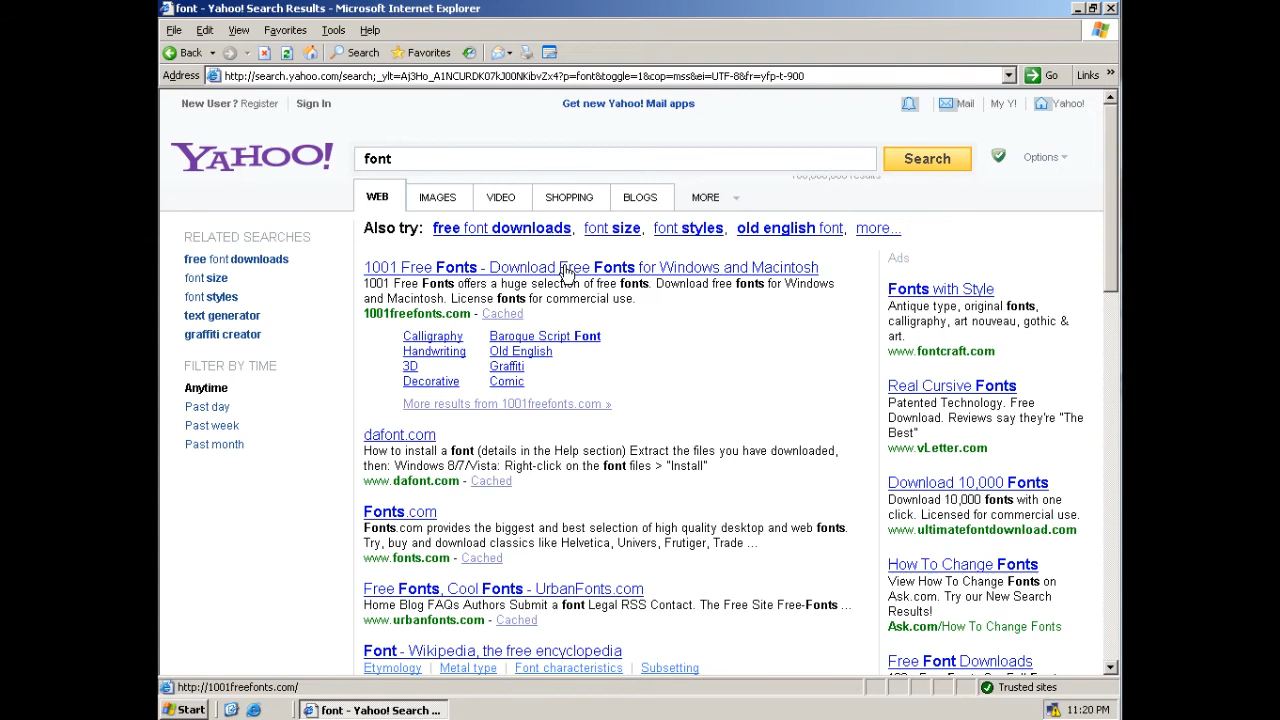 font - Yahoo! Search Results - Microsoft Internet Explorer
File Edit View Favorites Tools Help
Back Search Favorites
Address http://search.yahoo.com/search;_ylt=Aj3Ho_A1NCURDK07kJ00NKibvZx4?p=font&toggle=1&cop=mss&ei=UTF-8&fr=yfp-t-900 Go Links »
New User? Register Sign In Get new Yahoo! Mail apps Mail My Y! Yahoo!
YAHOO! font Search Options
WEB IMAGES VIDEO SHOPPING BLOGS MORE
Also try: free font downloads, font size, font styles, old english font, more...
RELATED SEARCHES
free font downloads
font size
font styles
text generator
graffiti creator
FILTER BY TIME
Anytime
Past day
Past week
Past month
1001 Free Fonts - Download Free Fonts for Windows and Macintosh
1001 Free Fonts offers a huge selection of free fonts. Download free fonts for Windows
and Macintosh. License fonts for commercial use.
1001freefonts.com - Cached
Calligraphy Baroque Script Font
Handwriting Old English
3D Graffiti
Decorative Comic
More results from 1001freefonts.com »
dafont.com
How to install a font (details in the Help section) Extract the files you have downloaded,
then: Windows 8/7/Vista: Right-click on the font files > "Install"
www.dafont.com - Cached
Fonts.com
Fonts.com provides the biggest and best selection of high quality desktop and web fonts.
Try, buy and download classics like Helvetica, Univers, Frutiger, Trade ...
www.fonts.com - Cached
Free Fonts, Cool Fonts - UrbanFonts.com
Home Blog FAQs Authors Submit a font Legal RSS Contact. The Free Site Free-Fonts ...
www.urbanfonts.com - Cached
Font - Wikipedia, the free encyclopedia
Etymology | Metal type | Font characteristics | Subsetting
Ads
Fonts with Style
Antique type, original fonts,
calligraphy, art nouveau, gothic &
art.
www.fontcraft.com
Real Cursive Fonts
Patented Technology. Free
Download. Reviews say they're "The
Best"
www.vLetter.com
Download 10,000 Fonts
Download 10,000 fonts with one
click. Licensed for commercial use.
www.ultimatefontdownload.com
How To Change Fonts
View How To Change Fonts on
Ask.com. Try our New Search
Results!
Ask.com/How To Change Fonts
Free Font Downloads
http://1001freefonts.com/ Trusted sites
Start font - Yahoo! Search ... 11:20 PM